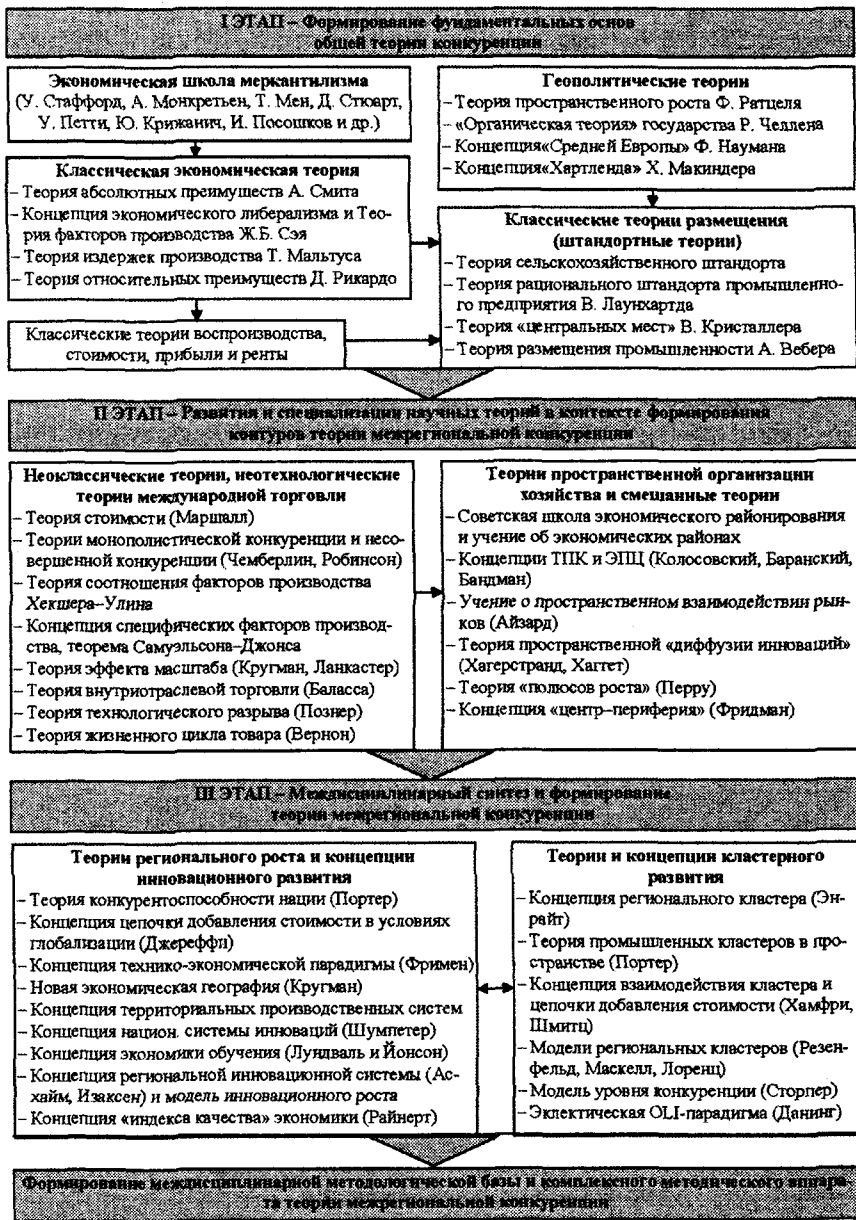 I ЭТАП – Формирование фундаментальных основ
общей теории конкуренции
Экономическая школа меркантилизма
(У. Стаффорд, А. Монкретьен, Т. Мен, Д. Стюарт,
У. Петти, Ю. Крижанич, И. Посошков и др.)
Классическая экономическая теория
– Теория абсолютных преимуществ А. Смита
– Концепция экономического либерализма и Тео-
рия факторов производства Ж.Б. Сэя
– Теория издержек производства Т. Мальтуса
– Теория относительных преимуществ Д. Рикардо
Классические теории воспроизводства,
стоимости, прибыли и ренты
Геополитические теории
– Теория пространственного роста Ф. Ратцеля
– «Органическая теория» государства Р. Челлена
– Концепция«Средней Европы» Ф. Наумана
– Концепция«Хартленда» Х. Макиндера
Классические теории размещения
(штандортные теории)
– Теория сельскохозяйственного штандорта
– Теория рационального штандорта промышленно-
го предприятия В. Лаунхартда
– Теория «центральных мест» В. Кристаллера
– Теория размещения промышленности А. Вебера
II ЭТАП – Развития и специализации научных теорий в контексте формирования
контуров теории межрегиональной конкуренции
Неоклассические теории, неотехнологические
теории международной торговли
– Теория стоимости (Маршалл)
– Теории монополистической конкуренции и несо-
вершенной конкуренции (Чемберлин, Робинсон)
– Теория соотношения факторов производства
Хекшера–Улина
– Концепция специфических факторов производ-
ства, теорема Самуэльсона–Джонса
– Теория эффекта масштаба (Кругман, Ланкастер)
– Теория внутриотраслевой торговли (Баласса)
– Теория технологического разрыва (Познер)
– Теория жизненного цикла товара (Вернон)
Теории пространственной организации
хозяйства и смешанные теории
– Советская школа экономического районирования
и учение об экономических районах
– Концепции ТПК и ЭПЦ (Колосовский, Баранский,
Бандман)
– Учение о пространственном взаимодействии рын-
ков (Айзард)
– Теория пространственной «диффузии инноваций»
(Хагерстранд, Хаггет)
– Теория «полюсов роста» (Перру)
– Концепция «центр–периферия» (Фридман)
III ЭТАП – Междисциплинарный синтез и формирование
теории межрегиональной конкуренции
Теории регионального роста и концепции
инновационного развития
– Теория конкурентоспособности нации (Портер)
– Концепция цепочки добавления стоимости в условиях
глобализации (Джереффи)
– Концепция технико-экономической парадигмы (Фримен)
– Новая экономическая география (Кругман)
– Концепция территориальных производственных систем
– Концепция национ. системы инноваций (Шумпетер)
– Концепция экономики обучения (Лундваль и Йонсон)
– Концепция региональной инновационной системы (Ас-
хайм, Изаксен) и модель инновационного роста
– Концепция «индекса качества» экономики (Райнерт)
Теории и концепции кластерного
развития
– Концепция регионального кластера (Эн-
райт)
– Теория промышленных кластеров в про-
странстве (Портер)
– Концепция взаимодействия кластера и
цепочки добавления стоимости (Хамфри,
Шмитц)
– Модели региональных кластеров (Резен-
фельд, Маскелл, Лоренц)
– Модель уровня конкуренции (Сторпер)
– Эклектическая OLI-парадигма (Данинг)
Формирование междисциплинарной методологической базы и комплексного методического аппара-
та теории межрегиональной конкуренции